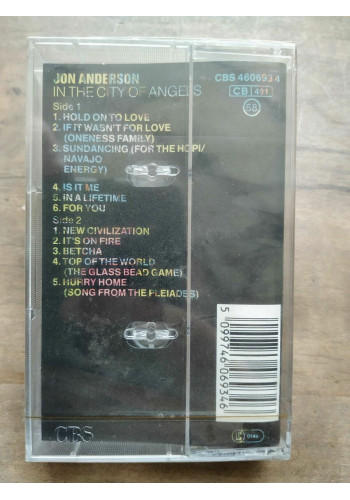 JON ANDERSON
IN THE CITY OF ANGELS
CBS 460693 4
CB 491
58
Side 1
1. HOLD ON TO LOVE
2. IF IT WASN'T FOR LOVE
(ONENESS FAMILY)
3. SUNDANCING (FOR THE HOPI/
NAVAJO
ENERGY)
4. IS IT ME
5. IN A LIFETIME
6. FOR YOU
Side 2
1. NEW CIVILIZATION
2. IT'S ON FIRE
3. BETCHA
4. TOP OF THE WORLD
(THE GLASS BEAD GAME)
5. HURRY HOME
(SONG FROM THE PLEIADES)
5 099746 069346
CBS